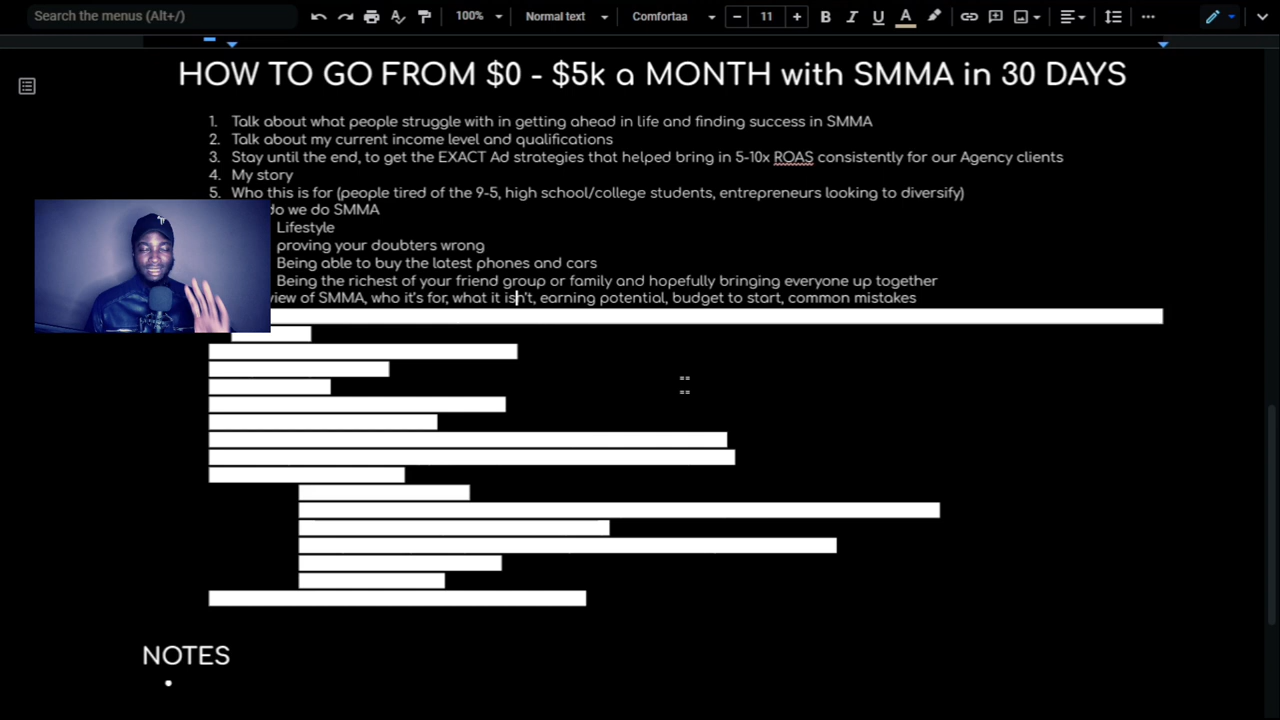 Search the menus (Alt+/)
100%
Normal text
Comfortaa
11
B I U A
HOW TO GO FROM $0 - $5k a MONTH with SMMA in 30 DAYS
1. Talk about what people struggle with in getting ahead in life and finding success in SMMA
2. Talk about my current income level and qualifications
3. Stay until the end, to get the EXACT Ad strategies that helped bring in 5-10x ROAS consistently for our Agency clients
4. My story
5. Who this is for (people tired of the 9-5, high school/college students, entrepreneurs looking to diversify)
do we do SMMA
Lifestyle
proving your doubters wrong
Being able to buy the latest phones and cars
Being the richest of your friend group or family and hopefully bringing everyone up together
view of SMMA, who it's for, what it isn't, earning potential, budget to start, common mistakes
NOTES